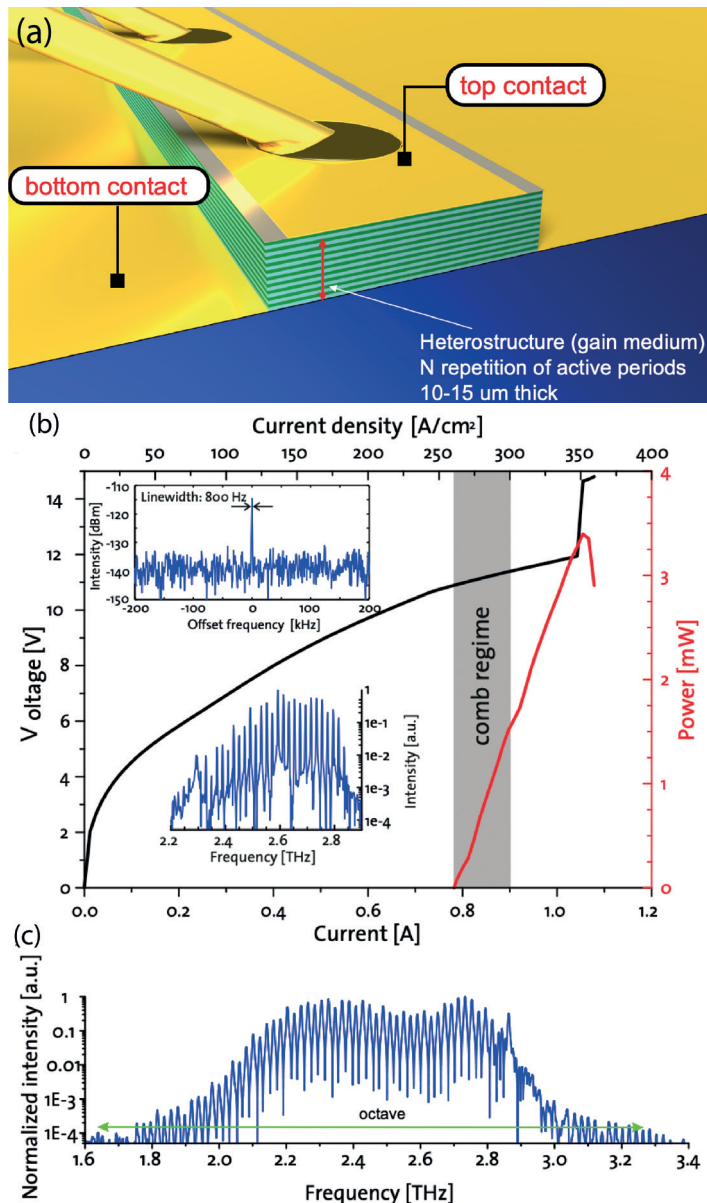 (a)
top contact
bottom contact
Heterostructure (gain medium)
N repetition of active periods
10-15 um thick
(b)
Current density [A/cm²]
0 50 100 150 200 250 300 350 400
14
12
10
8
6
4
2
0
V oltage [V]
4
3
2
1
0
Power [mW]
-110
-120
-130
-140
-150
Intensity [dBm]
Linewidth: 800 Hz
-200 -100 0 100 200
Offset frequency [kHz]
comb regime
1
1e-1
1e-2
1e-3
1e-4
Intensity [a.u.]
2.2 2.4 2.6 2.8
Frequency [THz]
0.0 0.2 0.4 0.6 0.8 1.0 1.2
Current [A]
(c)
Normalized intensity [a.u.]
1
0.1
0.01
1E-3
1E-4
octave
1.6 1.8 2.0 2.2 2.4 2.6 2.8 3.0 3.2 3.4
Frequency [THz]